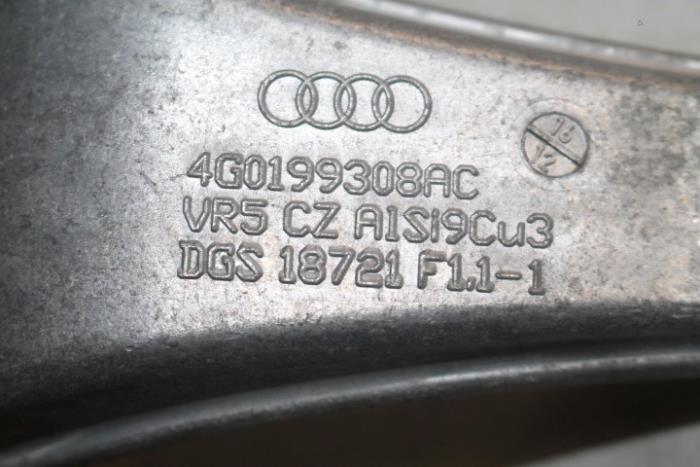 16
12
4G0199308AC
VR5 CZ AlSi9Cu3
DGS 18721 F1.1-1